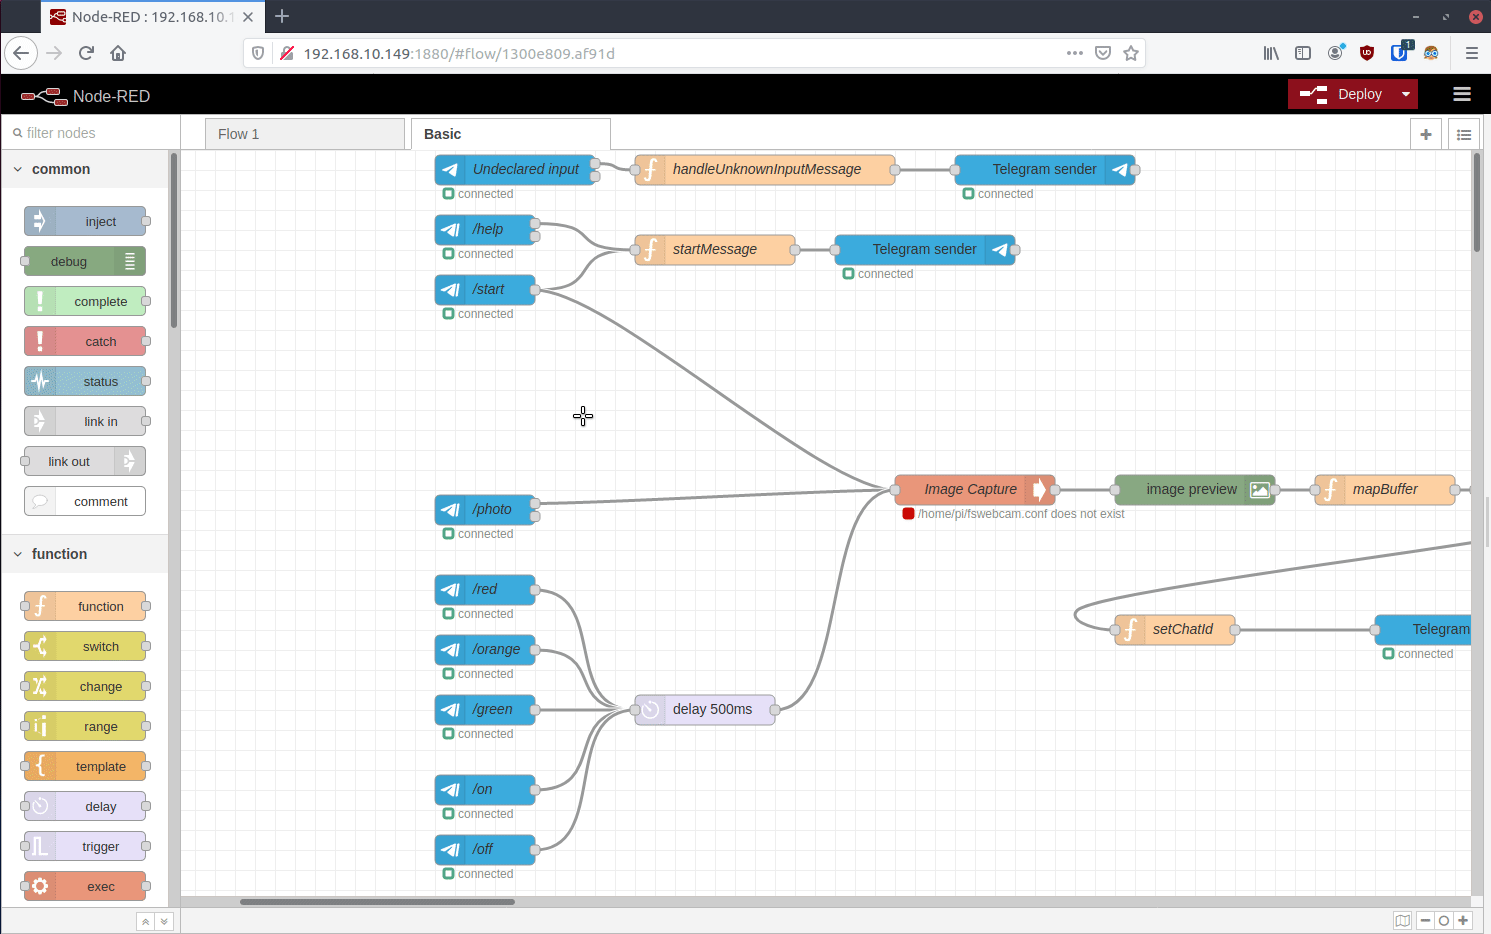 Node-RED : 192.168.10.1
192.168.10.149:1880/#flow/1300e809.af91d
1
Node-RED
Deploy
filter nodes
Flow 1
Basic
common
inject
debug
complete
catch
status
link in
link out
comment
function
function
switch
change
range
template
delay
trigger
exec
Undeclared input
connected
handleUnknownInputMessage
Telegram sender
connected
/help
connected
startMessage
Telegram sender
connected
/start
connected
/photo
connected
Image Capture
/home/pi/fswebcam.conf does not exist
image preview
mapBuffer
/red
connected
setChatId
Telegram
connected
/orange
connected
/green
connected
delay 500ms
/on
connected
/off
connected